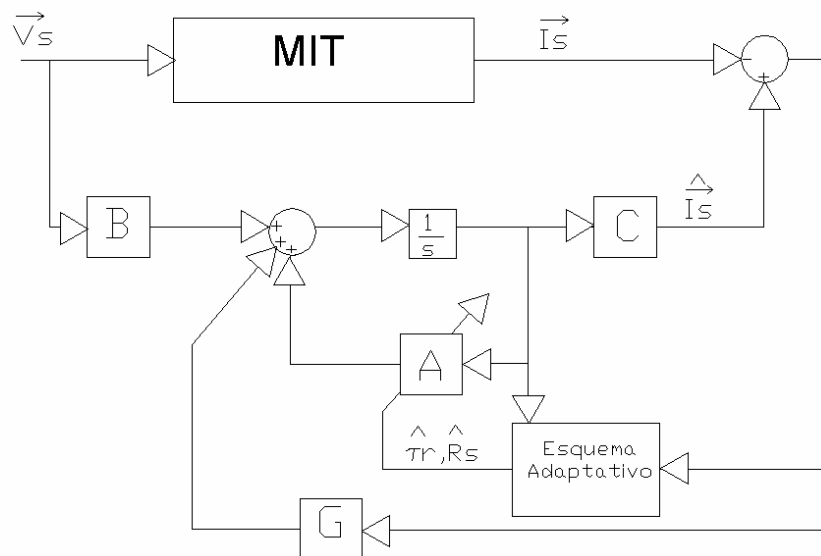 Vs
MIT
Is
-
+
B
+
+
+
1
s
C
^
Is
A
^ ^
τr,Rs
Esquema
Adaptativo
G